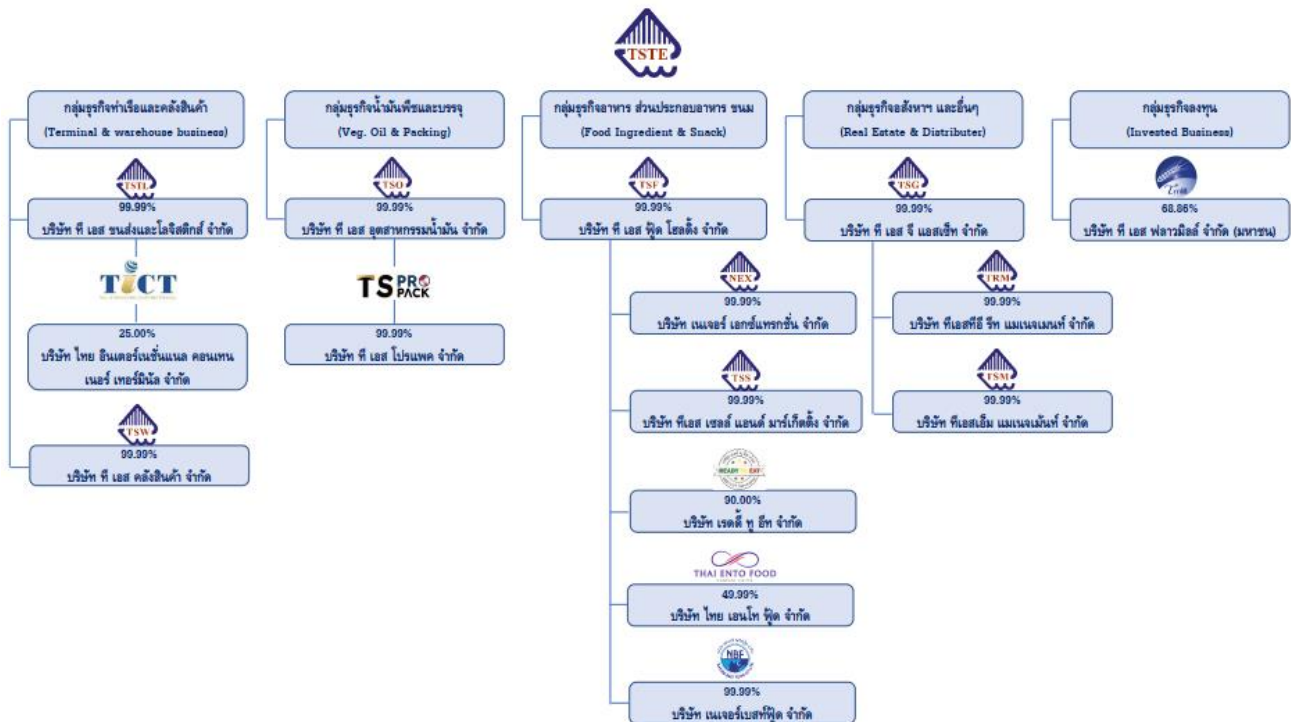 TSTE
กลุ่มธุรกิจท่าเรือและคลังสินค้า
(Terminal & warehouse business)
TSTL
99.99%
บริษัท ที เอส ขนส่งและโลจิสติกส์ จำกัด
TiCT
25.00%
บริษัท ไทย อินเตอร์เนชั่นแนล คอนเทน
เนอร์ เทอร์มินัล จำกัด
TSW
99.99%
บริษัท ที เอส คลังสินค้า จำกัด
กลุ่มธุรกิจน้ำมันพืชและบรรจุ
(Veg. Oil & Packing)
TSO
99.99%
บริษัท ที เอส อุตสาหกรรมน้ำมัน จำกัด
TS PRO
PACK
99.99%
บริษัท ที เอส โปรแพค จำกัด
กลุ่มธุรกิจอาหาร ส่วนประกอบอาหาร ขนม
(Food Ingredient & Snack)
TSF
99.99%
บริษัท ที เอส ฟู้ด โฮลดิ้ง จำกัด
NEX
99.99%
บริษัท เนเจอร์ เอกซ์แทรกชั่น จำกัด
TSS
99.99%
บริษัท ทีเอส เซลล์ แอนด์ มาร์เก็ตติ้ง จำกัด
READY TO EAT
90.00%
บริษัท เรดดี้ ทู อีท จำกัด
THAI ENTO FOOD
49.99%
บริษัท ไทย เอนโท ฟู้ด จำกัด
NBF
99.99%
บริษัท เนเจอร์เบสท์ฟู้ด จำกัด
กลุ่มธุรกิจอสังหาฯ และอื่นๆ
(Real Estate & Distributer)
TSG
99.99%
บริษัท ที เอส จี แอสเซ็ท จำกัด
TRM
99.99%
บริษัท ทีเอสทีอี รีท แมเนจเมนท์ จำกัด
TSM
99.99%
บริษัท ทีเอสเอ็ม แมเนจเม้นท์ จำกัด
กลุ่มธุรกิจลงทุน
(Invested Business)
68.86%
บริษัท ที เอส ฟลาวมิลล์ จำกัด (มหาชน)